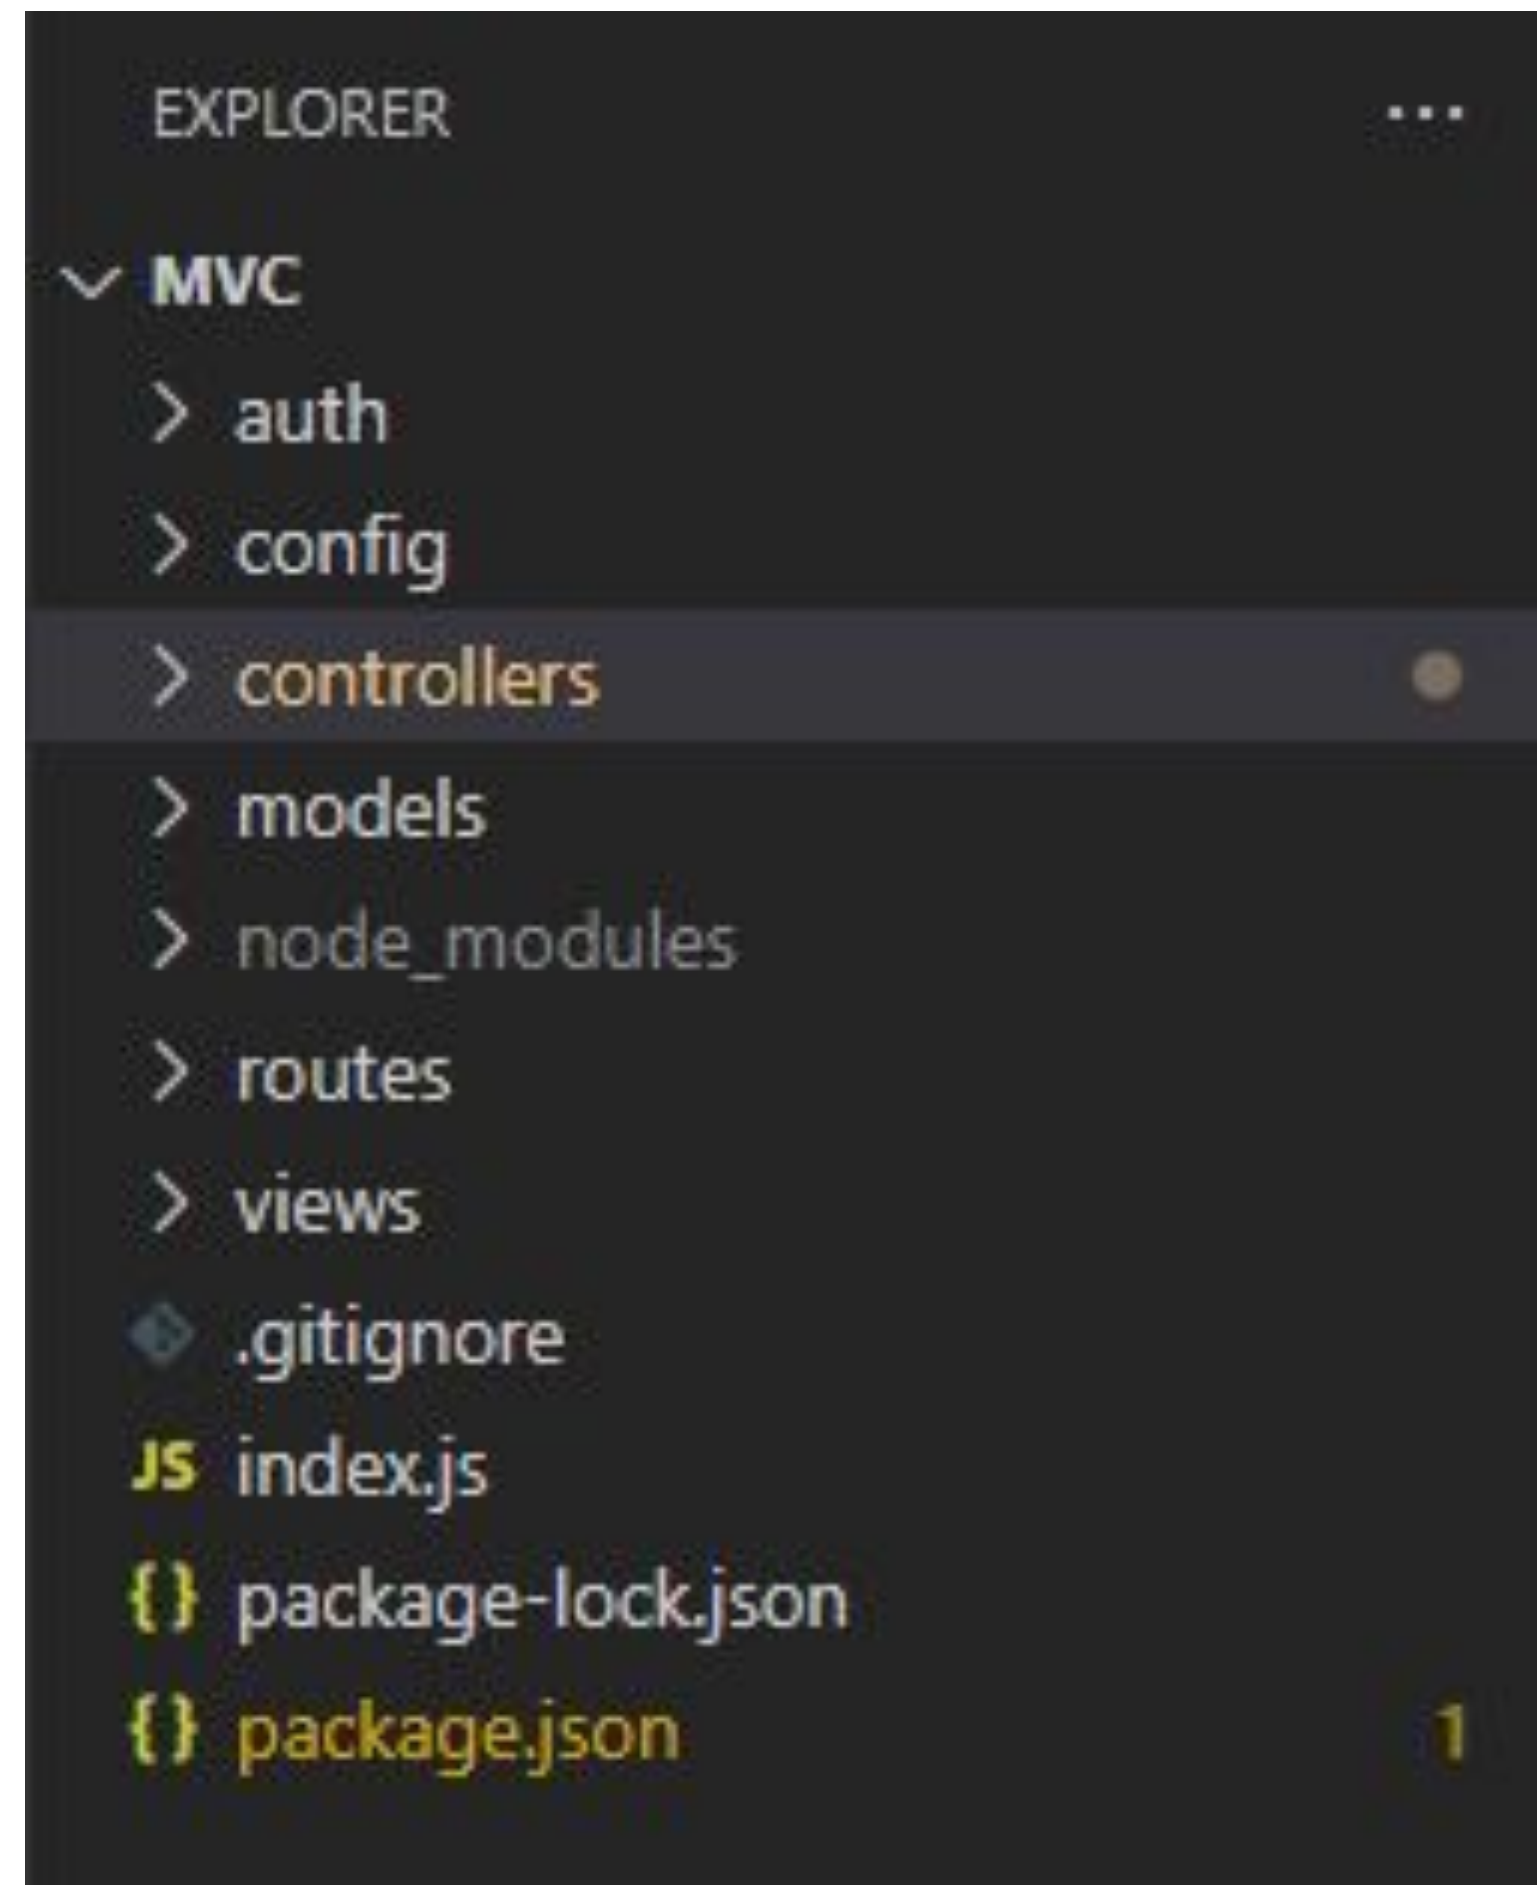 EXPLORER ...
MVC
auth
config
controllers
models
node_modules
routes
views
.gitignore
JS index.js
{} package-lock.json
{} package.json 1